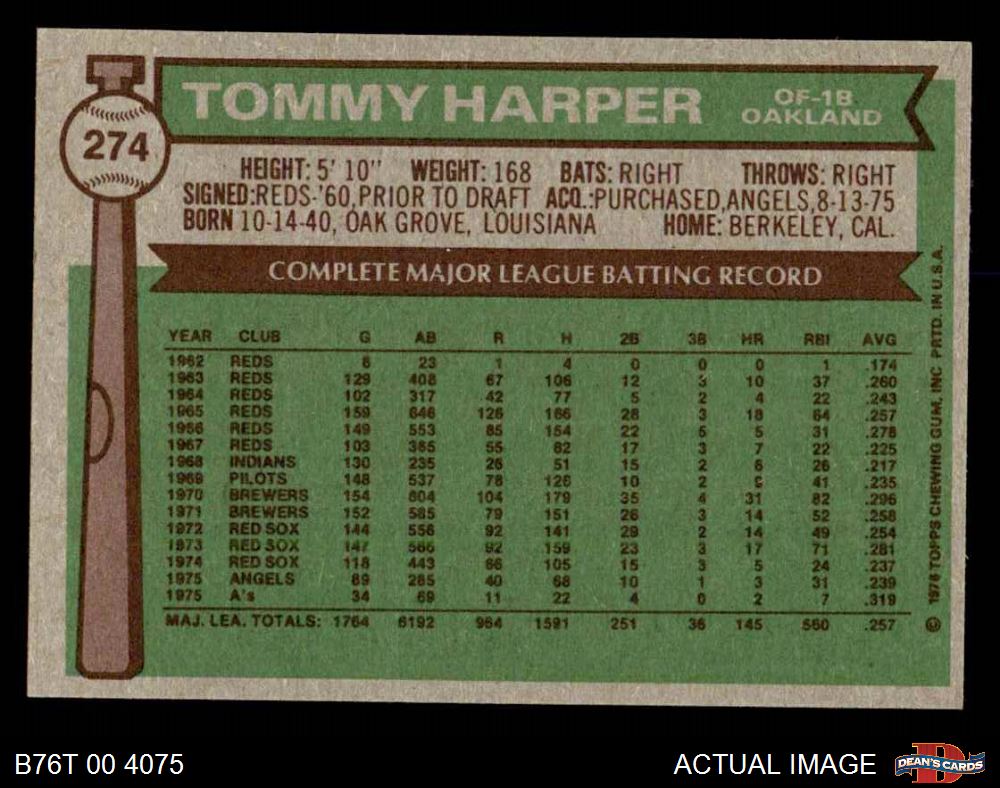 TOMMY HARPER OF-1B
OAKLAND
274
HEIGHT: 5' 10" WEIGHT: 168 BATS: RIGHT THROWS: RIGHT
SIGNED: REDS-'60, PRIOR TO DRAFT ACQ.: PURCHASED, ANGELS, 8-13-75
BORN 10-14-40, OAK GROVE, LOUISIANA HOME: BERKELEY, CAL.
COMPLETE MAJOR LEAGUE BATTING RECORD
YEAR CLUB G AB R H 2B 3B HR RBI AVG
1962 REDS 6 23 1 4 0 0 0 1 .174
1963 REDS 129 408 67 106 12 3 10 37 .260
1964 REDS 102 317 42 77 5 2 4 22 .243
1965 REDS 159 646 126 166 28 3 18 64 .257
1966 REDS 149 553 85 154 22 5 5 31 .278
1967 REDS 103 365 55 82 17 3 7 22 .225
1968 INDIANS 130 235 26 51 15 2 6 26 .217
1969 PILOTS 148 537 78 126 10 2 9 41 .235
1970 BREWERS 154 604 104 179 35 4 31 82 .296
1971 BREWERS 152 585 79 151 26 3 14 52 .258
1972 RED SOX 144 556 92 141 29 2 14 49 .254
1973 RED SOX 147 566 92 159 23 3 17 71 .281
1974 RED SOX 118 443 66 105 15 3 5 24 .237
1975 ANGELS 89 285 40 68 10 1 3 31 .239
1975 A's 34 69 11 22 4 0 2 7 .319
MAJ. LEA. TOTALS: 1764 6192 964 1591 251 36 145 560 .257
© 1976 TOPPS CHEWING GUM, INC PRTD. IN U.S.A.
B76T 00 4075 ACTUAL IMAGE DEAN'S CARDS